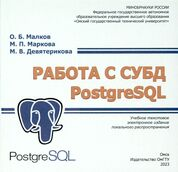 МИНОБРНАУКИ РОССИИ
Федеральное государственное автономное
образовательное учреждение высшего образования
«Омский государственный технический университет»
О. Б. Малков
М. П. Маркова
М. В. Девятерикова
РАБОТА С СУБД
PostgreSQL
Учебное текстовое
электронное издание
локального распространения
PostgreSQL
Омск
Издательство ОмГТУ
2023